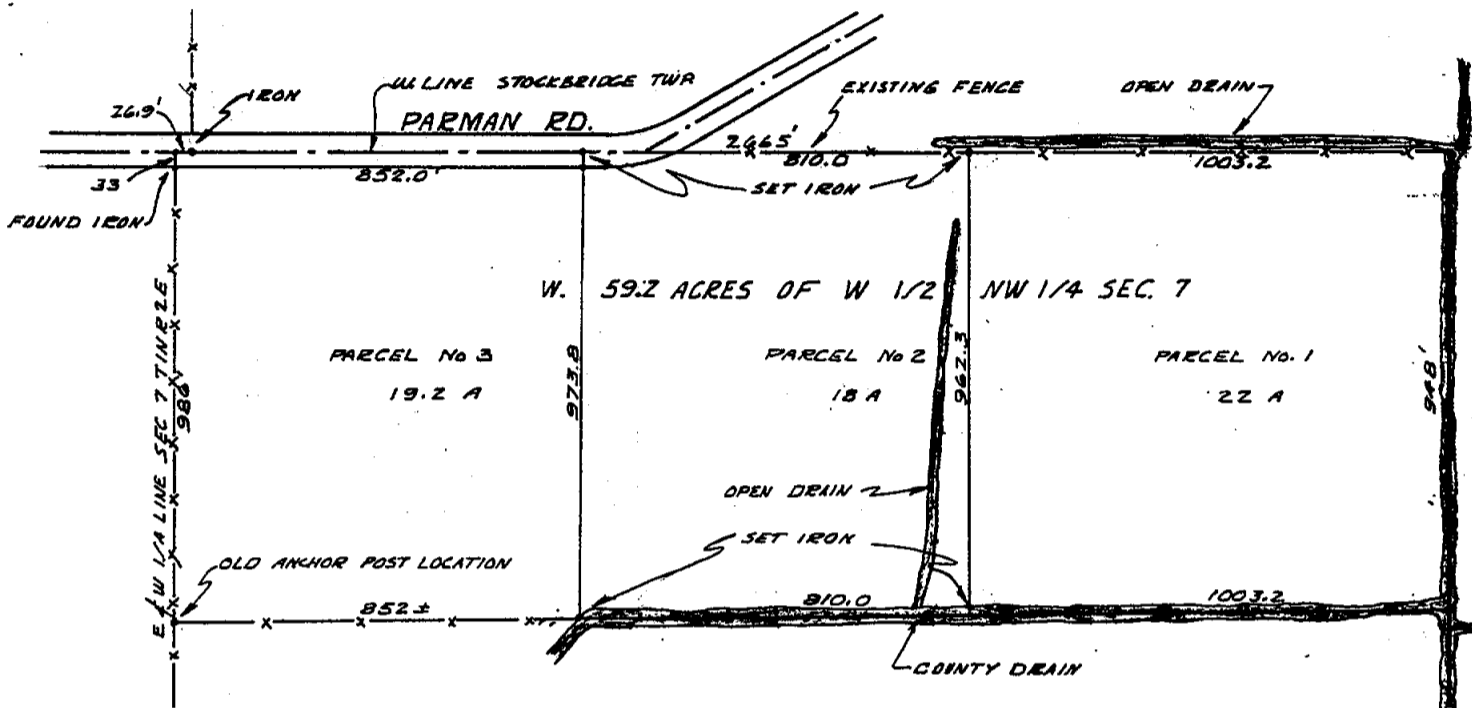 26.9'
IRON
W. LINE STOCKBRIDGE TWP
EXISTING FENCE
OPEN DRAIN
PARMAN RD.
2665'
33
852.0'
810.0
1003.2
SET IRON
FOUND IRON
W. 59.2 ACRES OF W 1/2 NW 1/4 SEC. 7
E & W 1/4 LINE SEC 7 T1N R2E
986'
PARCEL No 3
19.2 A
973.8
PARCEL No 2
18 A
962.3
PARCEL No. 1
22 A
948'
OPEN DRAIN
SET IRON
OLD ANCHOR POST LOCATION
852±
810.0
1003.2
COUNTY DRAIN